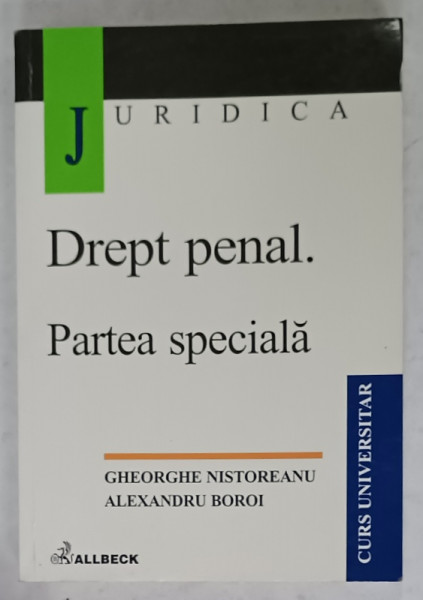 JURIDICA
Drept penal.
Partea specială
GHEORGHE NISTOREANU
ALEXANDRU BOROI
CURS UNIVERSITAR
ALLBECK